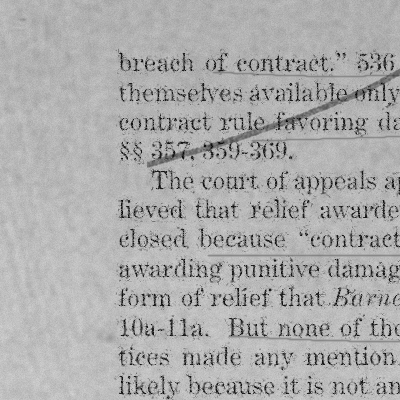 breach of contract.” 536
themselves available only
contract rule favoring da
§§ 357, 359-369.
The court of appeals ap
lieved that relief awarde
closed because “contract
awarding punitive damag
form of relief that Barne
10a-11a. But none of the
tices made any mention
likely because it is not an